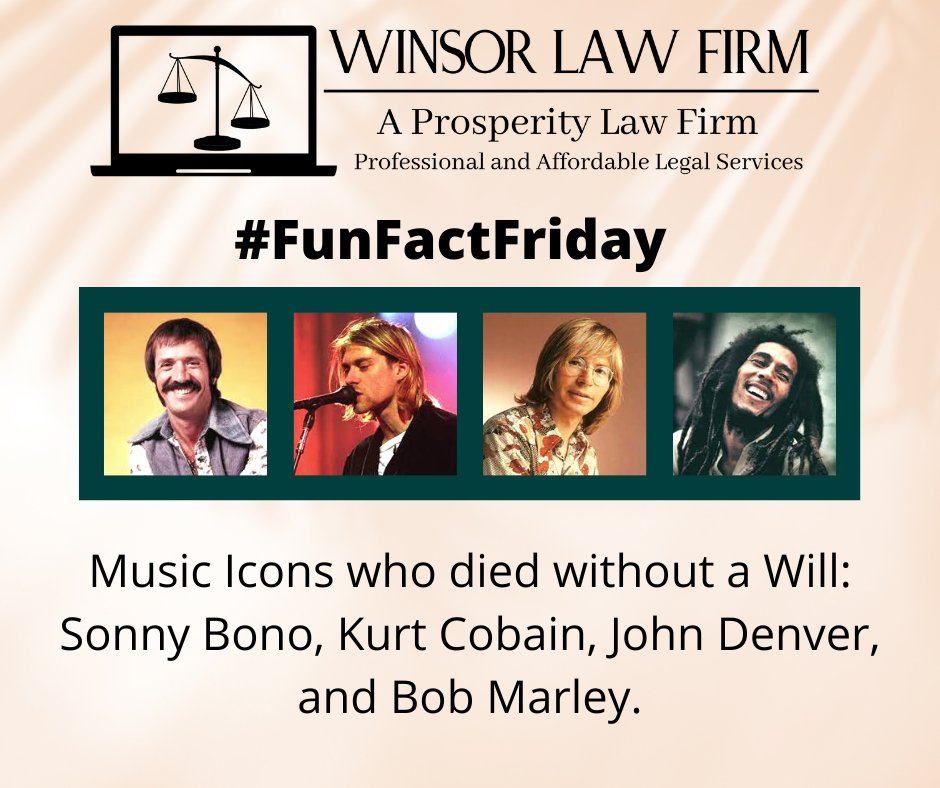 WINSOR LAW FIRM
A Prosperity Law Firm
Professional and Affordable Legal Services
#FunFactFriday
Music Icons who died without a Will:
Sonny Bono, Kurt Cobain, John Denver,
and Bob Marley.